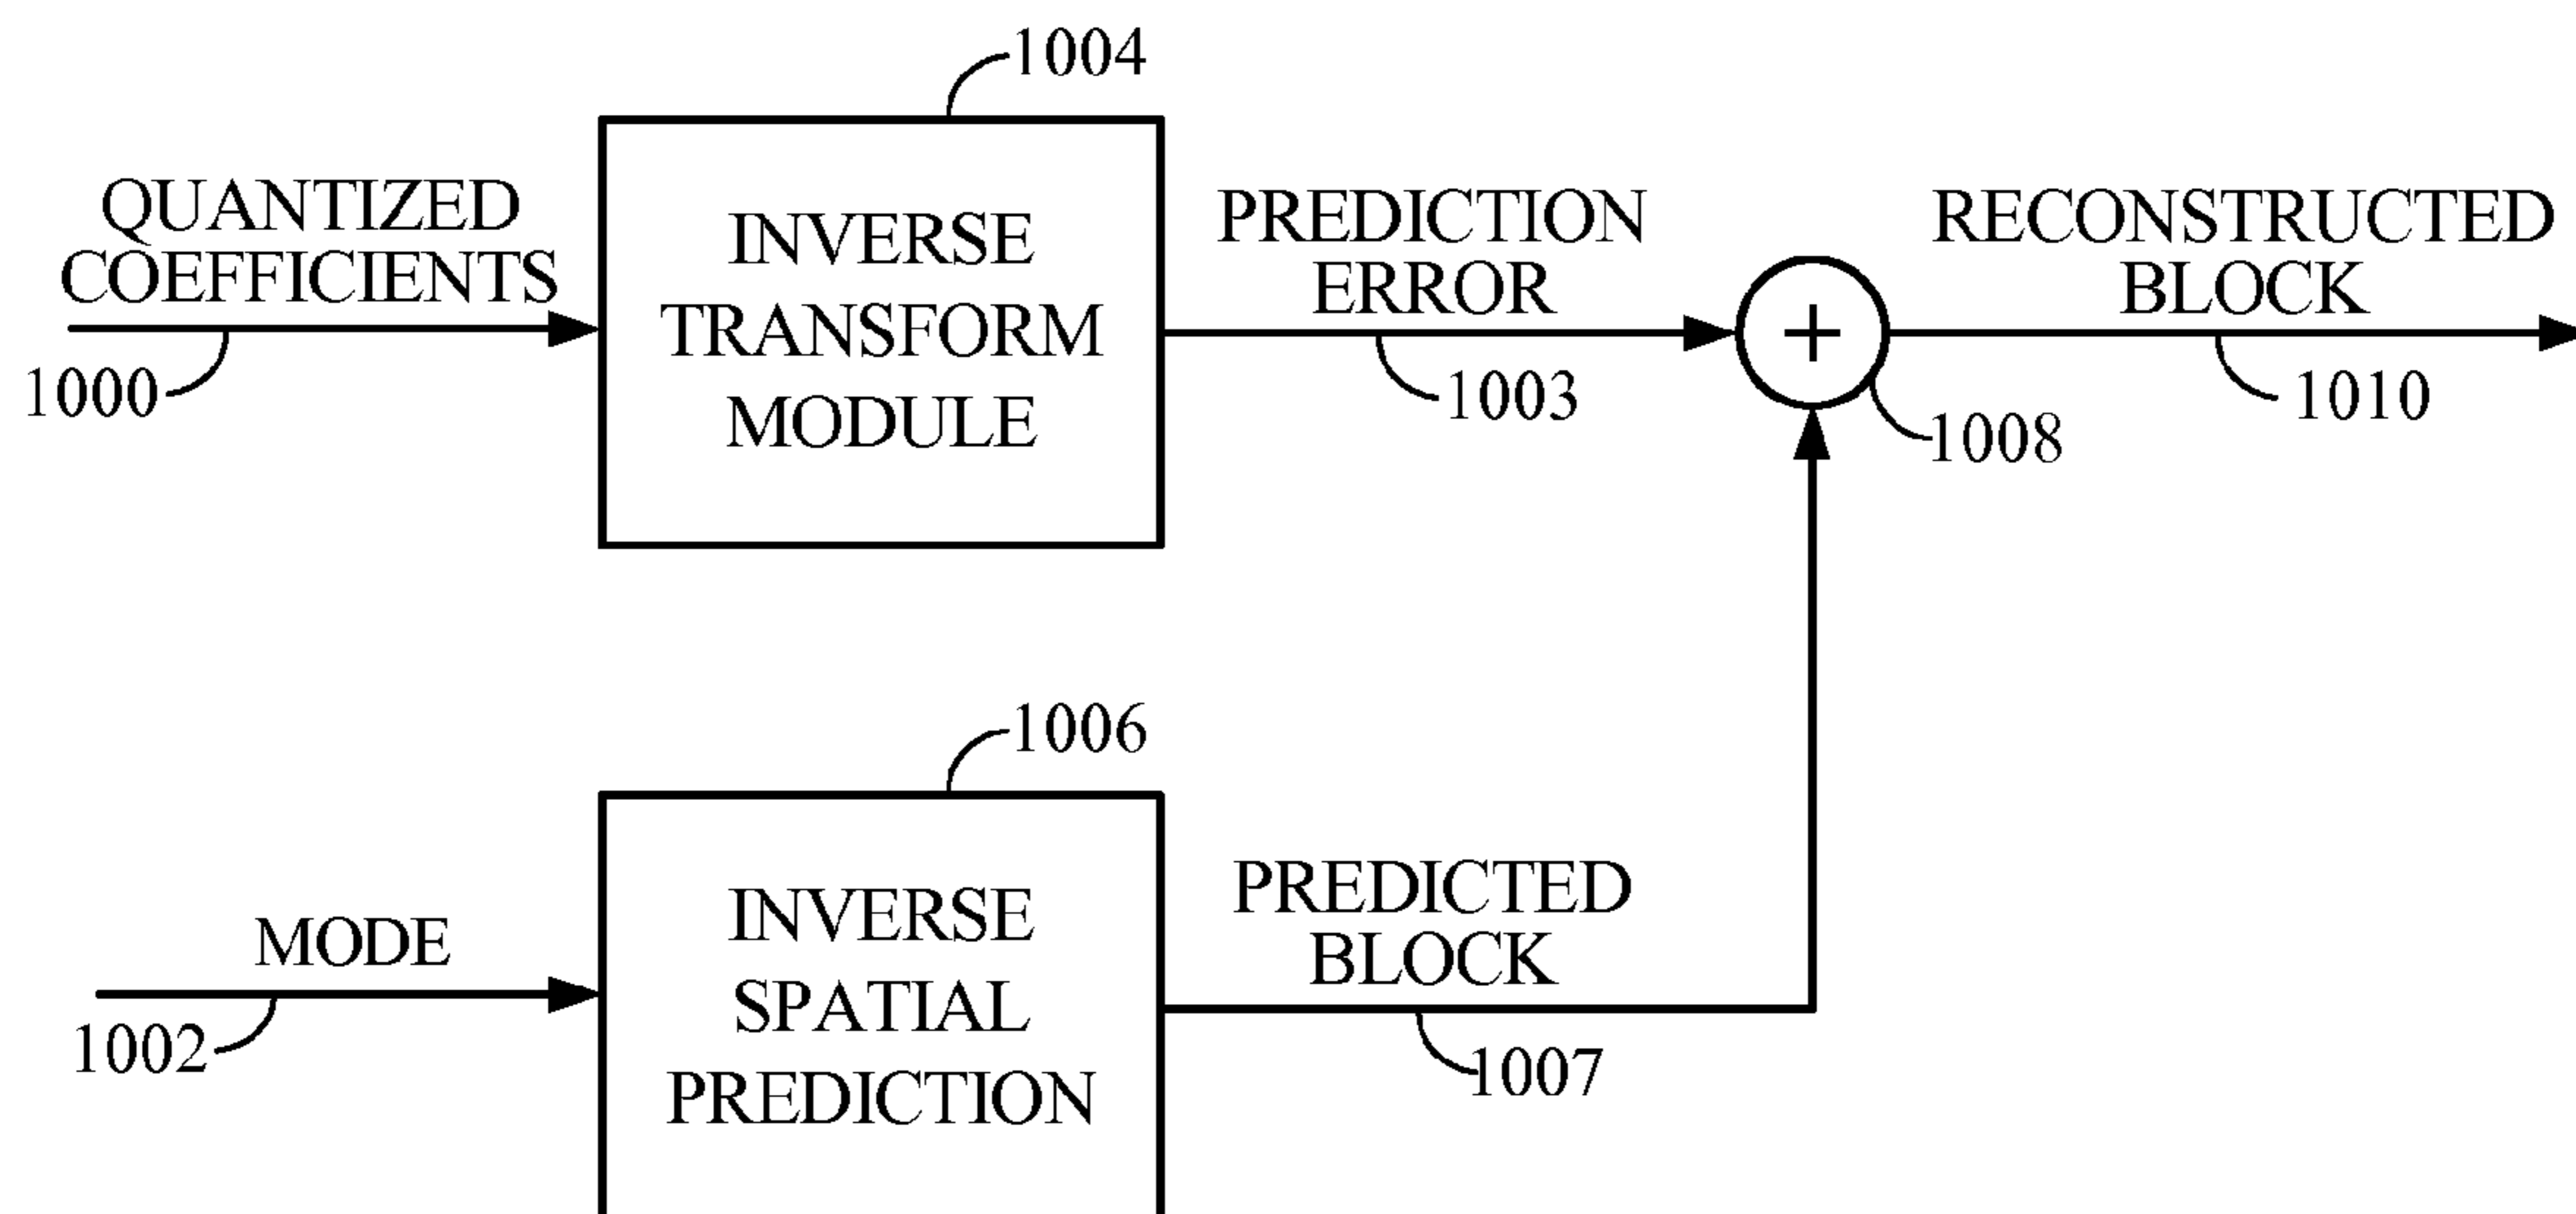 1004
QUANTIZED
COEFFICIENTS
1000
INVERSE
TRANSFORM
MODULE
PREDICTION
ERROR
1003
+
1008
RECONSTRUCTED
BLOCK
1010
1006
MODE
1002
INVERSE
SPATIAL
PREDICTION
PREDICTED
BLOCK
1007